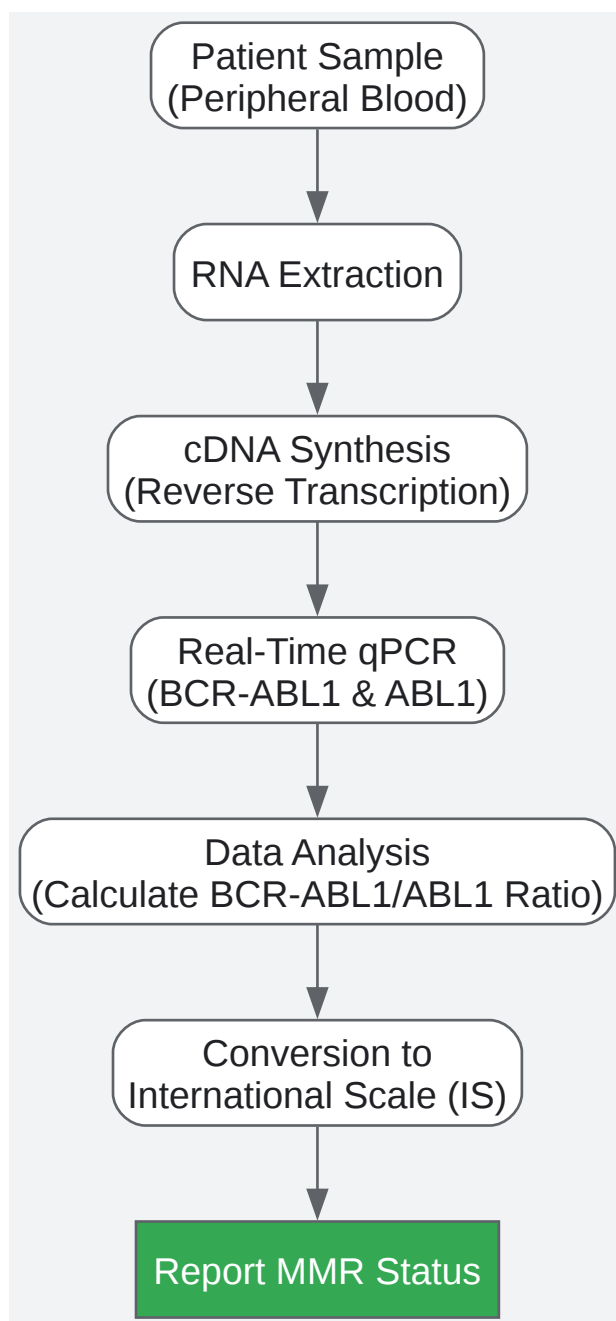 Patient Sample
(Peripheral Blood)
RNA Extraction
cDNA Synthesis
(Reverse Transcription)
Real-Time qPCR
(BCR-ABL1 & ABL1)
Data Analysis
(Calculate BCR-ABL1/ABL1 Ratio)
Conversion to
International Scale (IS)
Report MMR Status